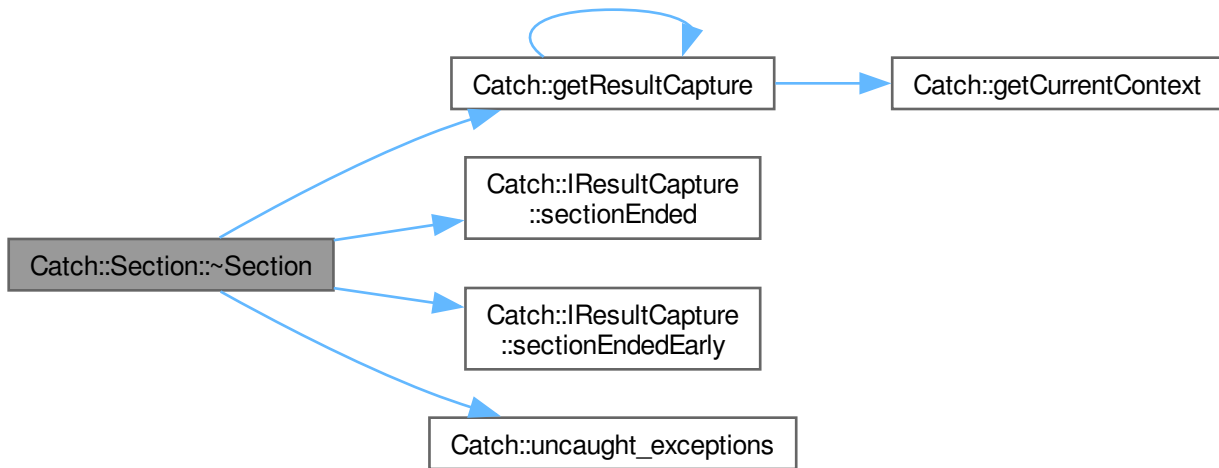 Catch::Section::~Section
Catch::getResultCapture
Catch::getCurrentContext
Catch::IResultCapture
::sectionEnded
Catch::IResultCapture
::sectionEndedEarly
Catch::uncaught_exceptions